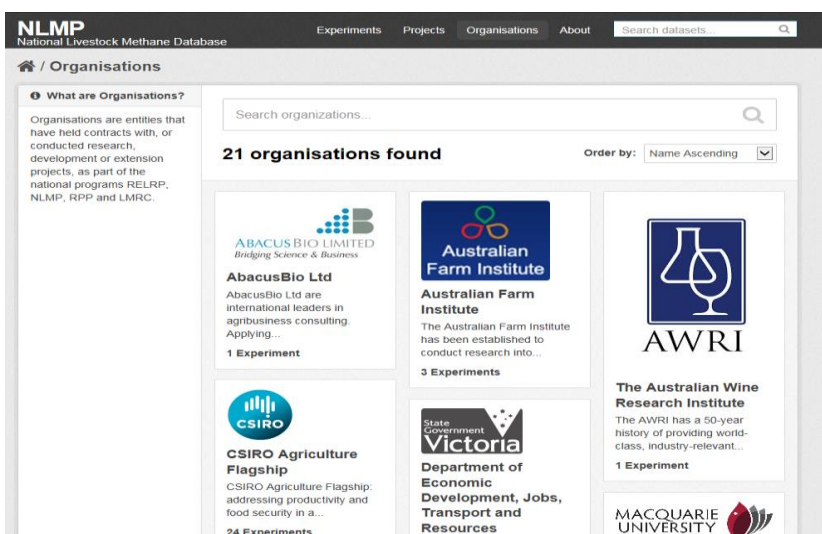 NLMP
National Livestock Methane Database
Experiments
Projects
Organisations
About
Search datasets...
/ Organisations
What are Organisations?
Organisations are entities that
have held contracts with, or
conducted research,
development or extension
projects, as part of the
national programs RELRP,
NLMP, RPP and LMRC.
Search organizations...
21 organisations found
Order by: Name Ascending
ABACUSBIO LIMITED
Bridging Science & Business
AbacusBio Ltd
AbacusBio Ltd are
international leaders in
agribusiness consulting.
Applying...
1 Experiment
Australian
Farm Institute
Australian Farm
Institute
The Australian Farm Institute
has been established to
conduct research into...
3 Experiments
AWRI
The Australian Wine
Research Institute
The AWRI has a 50-year
history of providing world-
class, industry-relevant...
1 Experiment
CSIRO
CSIRO Agriculture
Flagship
CSIRO Agriculture Flagship:
addressing productivity and
food security in a...
24 Experiments
State
Government
Victoria
Department of
Economic
Development, Jobs,
Transport and
Resources
MACQUARIE
UNIVERSITY